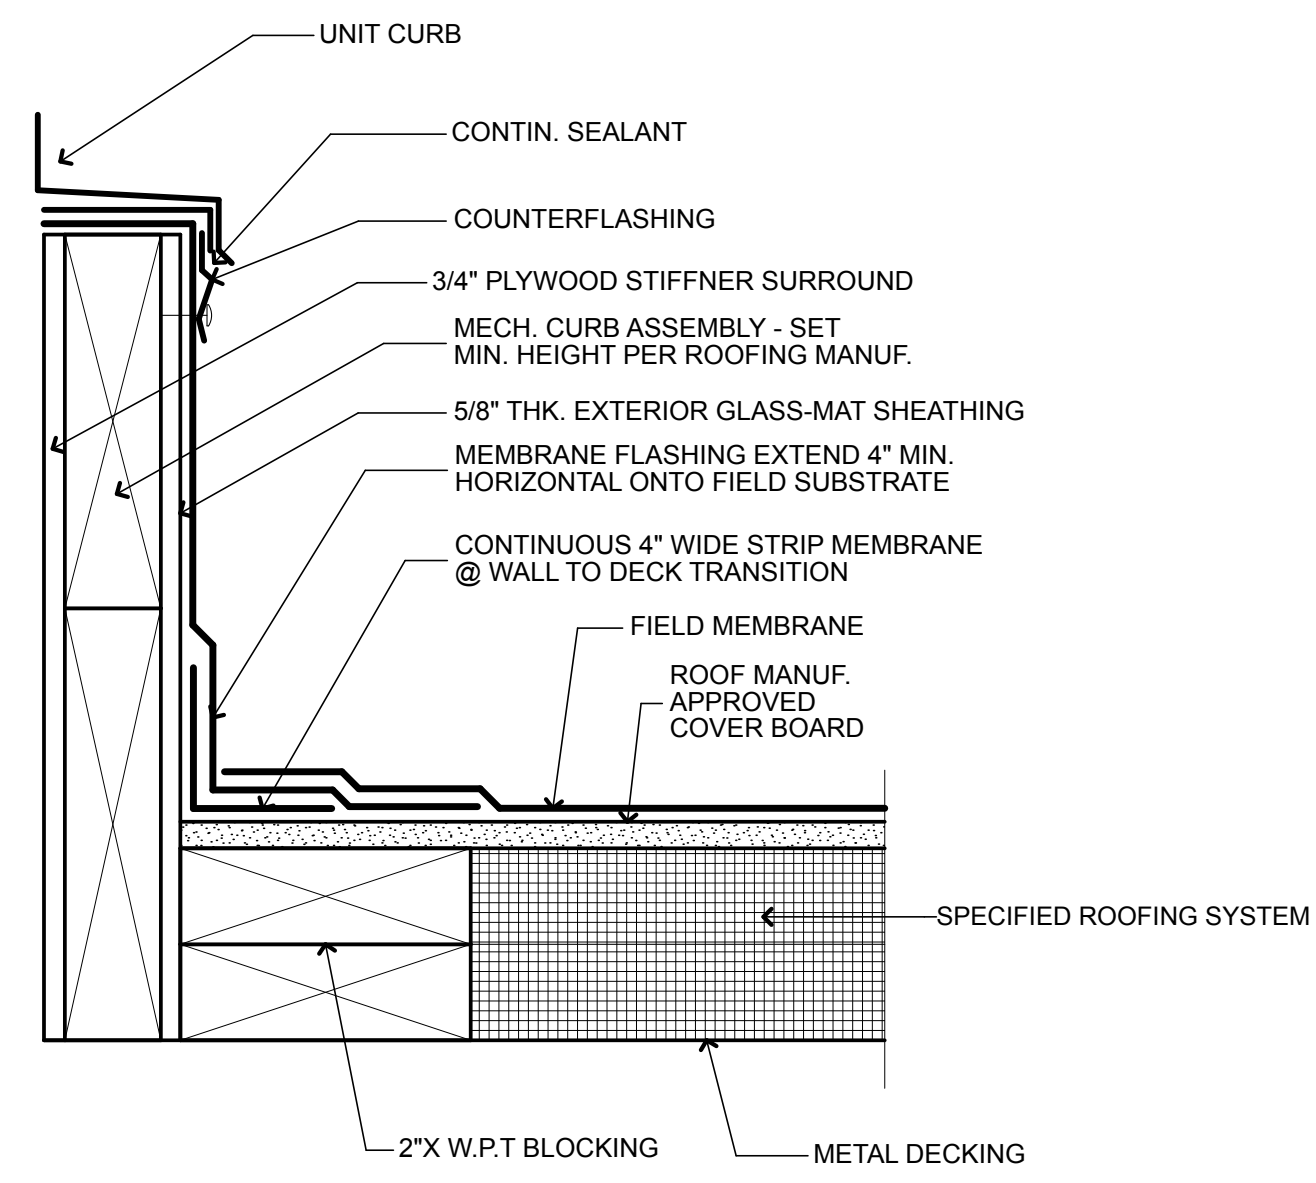 UNIT CURB
CONTIN. SEALANT
COUNTERFLASHING
3/4" PLYWOOD STIFFNER SURROUND
MECH. CURB ASSEMBLY - SET
MIN. HEIGHT PER ROOFING MANUF.
5/8" THK. EXTERIOR GLASS-MAT SHEATHING
MEMBRANE FLASHING EXTEND 4" MIN.
HORIZONTAL ONTO FIELD SUBSTRATE
CONTINUOUS 4" WIDE STRIP MEMBRANE
@ WALL TO DECK TRANSITION
FIELD MEMBRANE
ROOF MANUF.
APPROVED
COVER BOARD
SPECIFIED ROOFING SYSTEM
2"X W.P.T BLOCKING
METAL DECKING